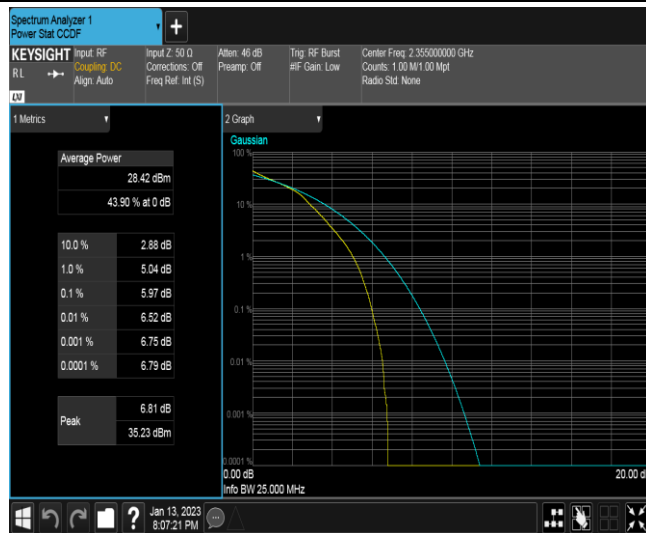 Spectrum Analyzer 1
Power Stat CCDF
+
KEYSIGHT
RL
Input: RF
Coupling: DC
Align: Auto
Input Z: 50 Ω
Corrections: Off
Freq Ref: Int (S)
Atten: 46 dB
Preamp: Off
Trig: RF Burst
#IF Gain: Low
Center Freq: 2.355000000 GHz
Counts: 1.00 M/1.00 Mpt
Radio Std: None
1 Metrics
Average Power
28.42 dBm
43.90 % at 0 dB
10.0 % 2.88 dB
1.0 % 5.04 dB
0.1 % 5.97 dB
0.01 % 6.52 dB
0.001 % 6.75 dB
0.0001 % 6.79 dB
Peak
6.81 dB
35.23 dBm
2 Graph
Gaussian
100 %
10 %
1 %
0.1 %
0.01 %
0.001 %
0.0001 %
0.00 dB
20.00 d
Info BW 25.000 MHz
?
Jan 13, 2023
8:07:21 PM